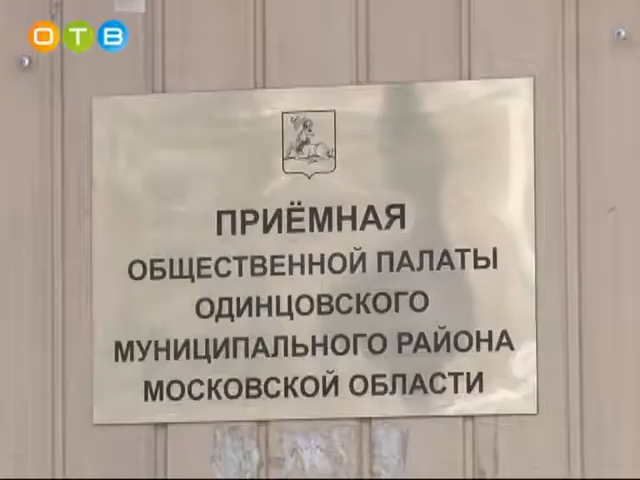 ОТВ
ПРИЁМНАЯ
ОБЩЕСТВЕННОЙ ПАЛАТЫ
ОДИНЦОВСКОГО
МУНИЦИПАЛЬНОГО РАЙОНА
МОСКОВСКОЙ ОБЛАСТИ